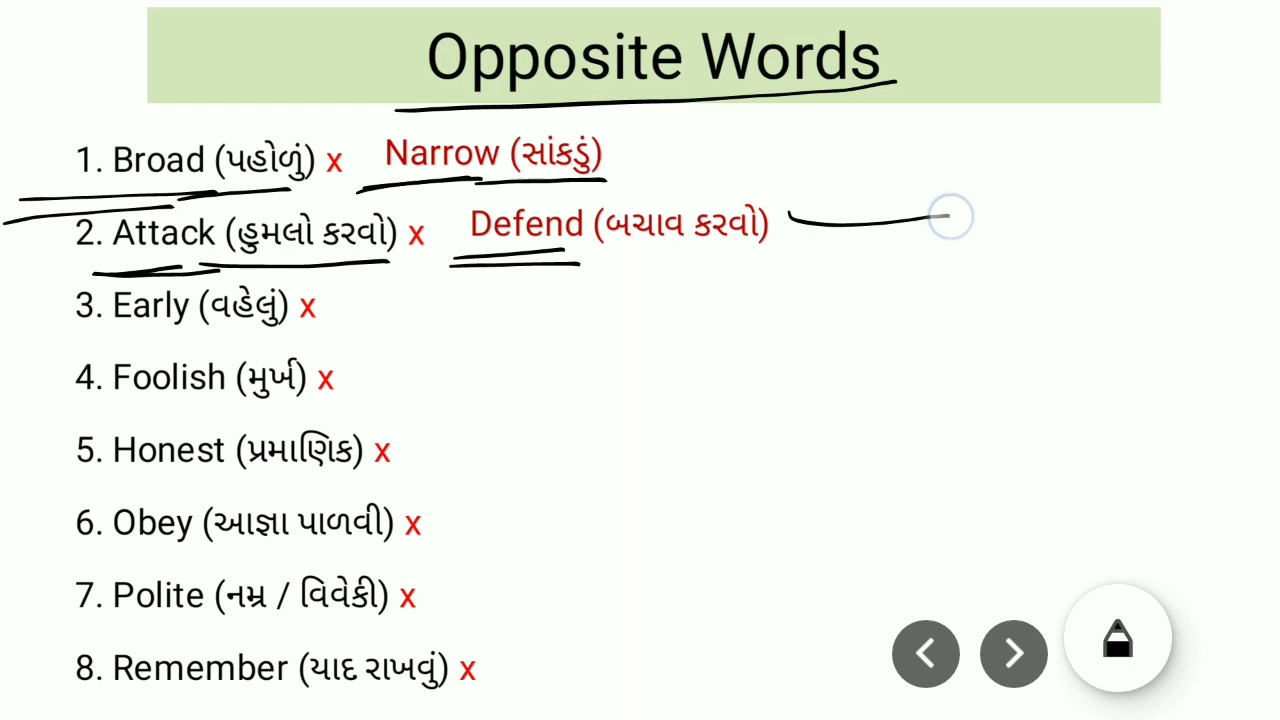 Opposite Words
1. Broad (પહોળું) x Narrow (સાંકડું)
2. Attack (હુમલો કરવો) x Defend (બચાવ કરવો)
3. Early (વહેલું) x
4. Foolish (મુર્ખ) x
5. Honest (પ્રમાણિક) x
6. Obey (આજ્ઞા પાળવી) x
7. Polite (નમ્ર / વિવેકી) x
8. Remember (યાદ રાખવું) x